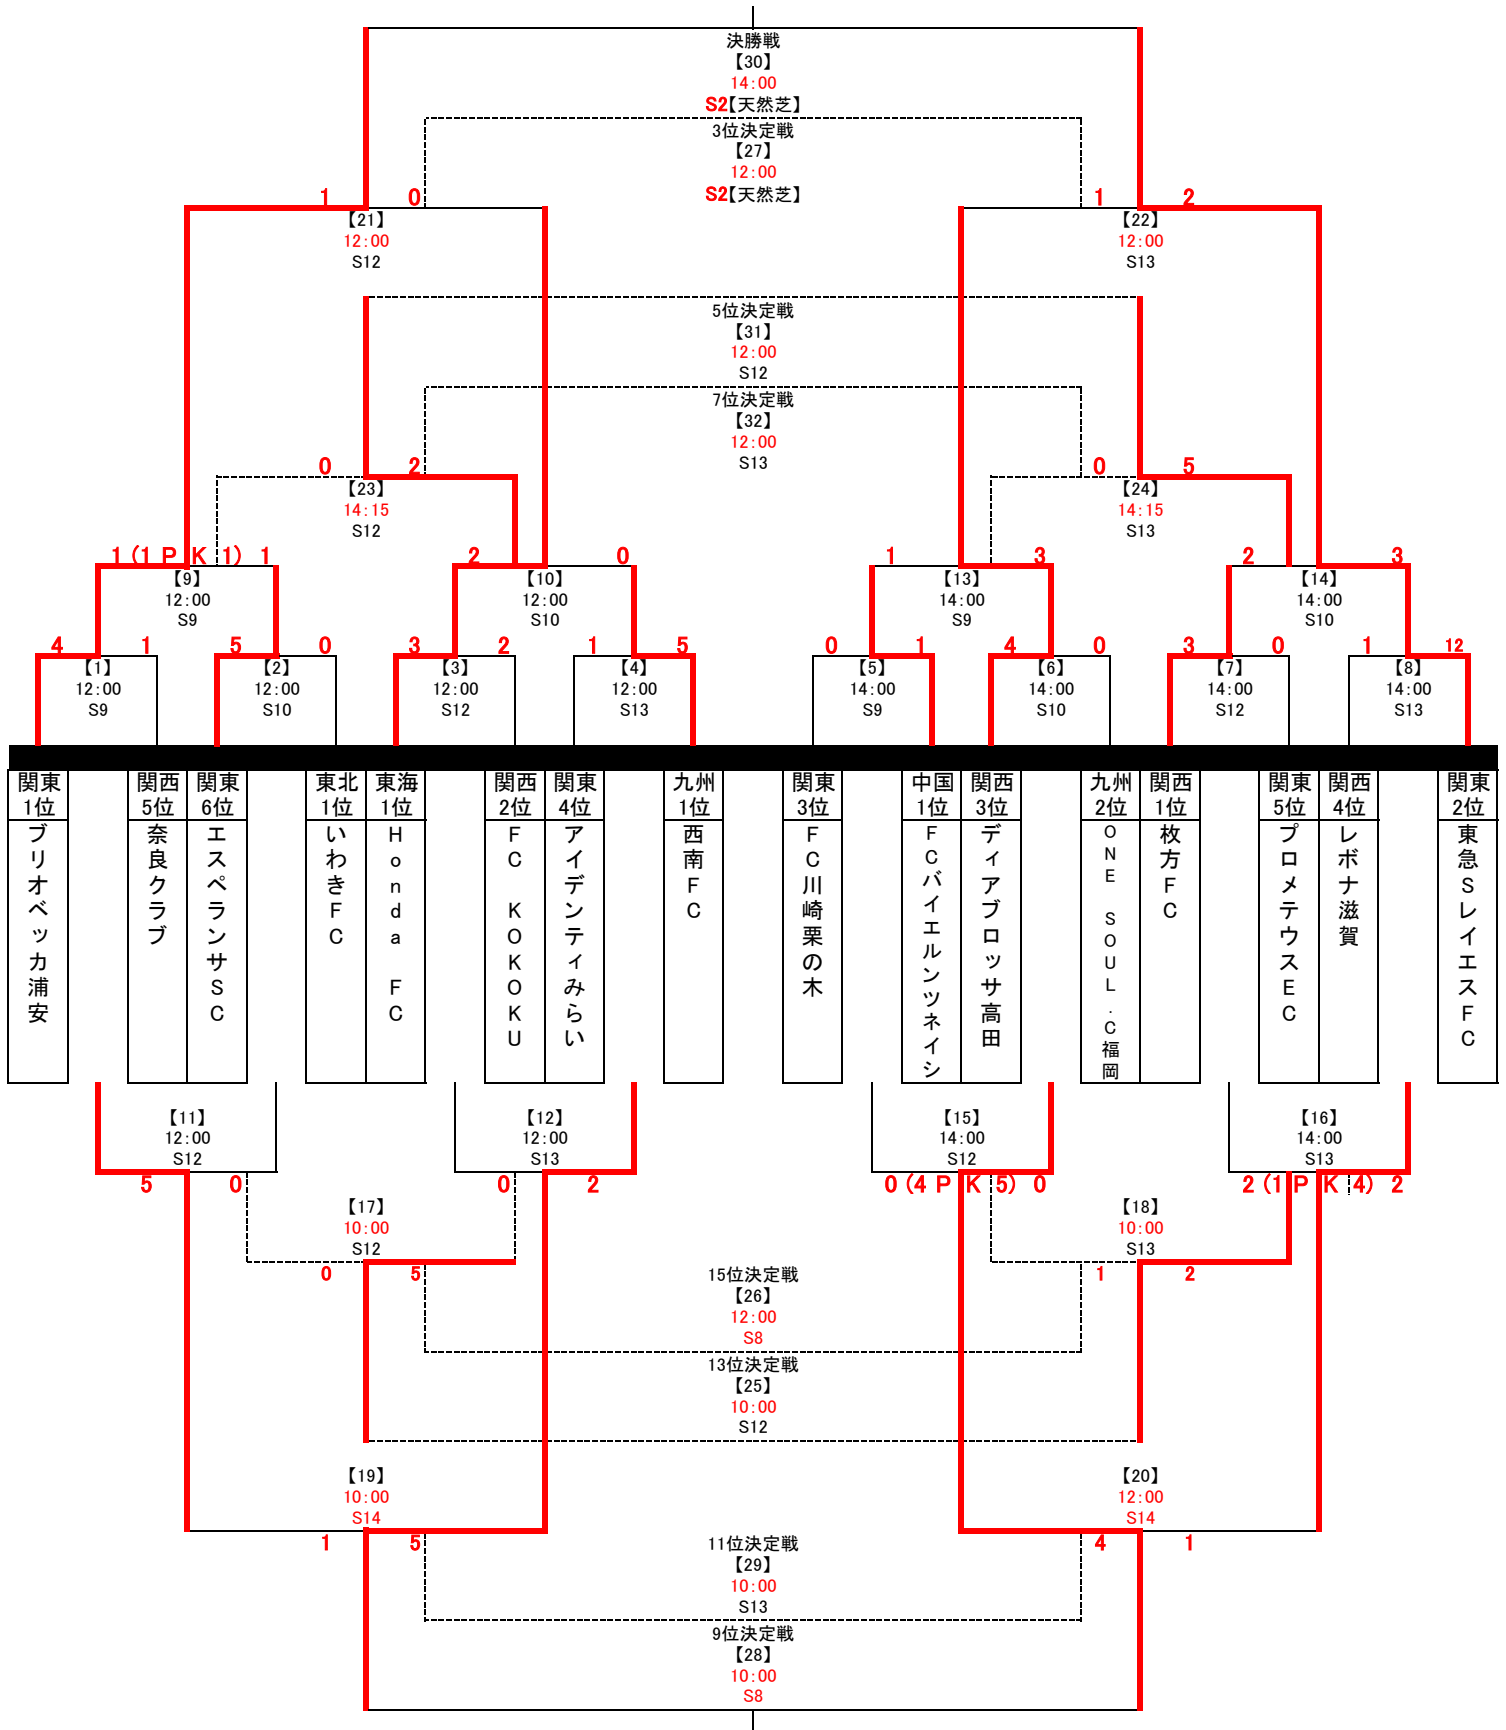 決勝戦
【30】
14:00
S2【天然芝】
3位決定戦
【27】
12:00
S2【天然芝】
1 0 1 2
【21】 【22】
12:00 12:00
S12 S13
5位決定戦
【31】
12:00
S12
7位決定戦
【32】
12:00
S13
0 2 0 5
【23】 【24】
14:15 14:15
S12 S13
1 (1 P K 1) 1 2 0 1 3 2 3
【9】 【10】 【13】 【14】
12:00 12:00 14:00 14:00
S9 S10 S9 S10
4 1 5 0 3 2 1 5 0 1 4 0 3 0 1 12
【1】 【2】 【3】 【4】 【5】 【6】 【7】 【8】
12:00 12:00 12:00 12:00 14:00 14:00 14:00 14:00
S9 S10 S12 S13 S9 S10 S12 S13
関東 関西 関東 東北 東海 関西 関東 九州 関東 中国 関西 九州 関西 関東 関西 関東
1位 5位 6位 1位 1位 2位 4位 1位 3位 1位 3位 2位 1位 5位 4位 2位
ブリオベッカ浦安
奈良クラブ
エスペランサSC
いわきFC
Honda FC
FC KOKOKU
アイデンティみらい
西南FC
FC川崎栗の木
FCバイエルンツネイシ
ディアブロッサ高田
ONE SOUL.C福岡
枚方FC
プロメテウスEC
レボナ滋賀
東急SレイエスFC
【11】 【12】 【15】 【16】
12:00 12:00 14:00 14:00
S12 S13 S12 S13
5 0 0 2 0 (4 P K 5) 0 2 (1 P K 4) 2
【17】 【18】
10:00 10:00
S12 S13
0 5 1 2
15位決定戦
【26】
12:00
S8
13位決定戦
【25】
10:00
S12
【19】 【20】
10:00 12:00
S14 S14
1 5 4 1
11位決定戦
【29】
10:00
S13
9位決定戦
【28】
10:00
S8